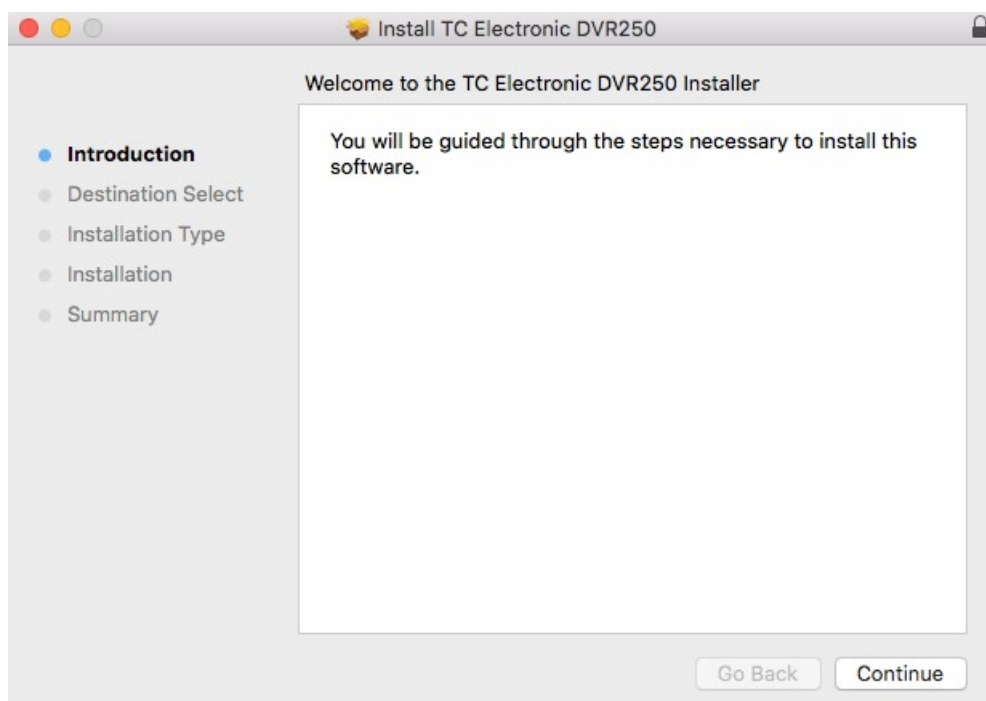 Install TC Electronic DVR250
Welcome to the TC Electronic DVR250 Installer
You will be guided through the steps necessary to install this
software.
Introduction
Destination Select
Installation Type
Installation
Summary
Go Back
Continue